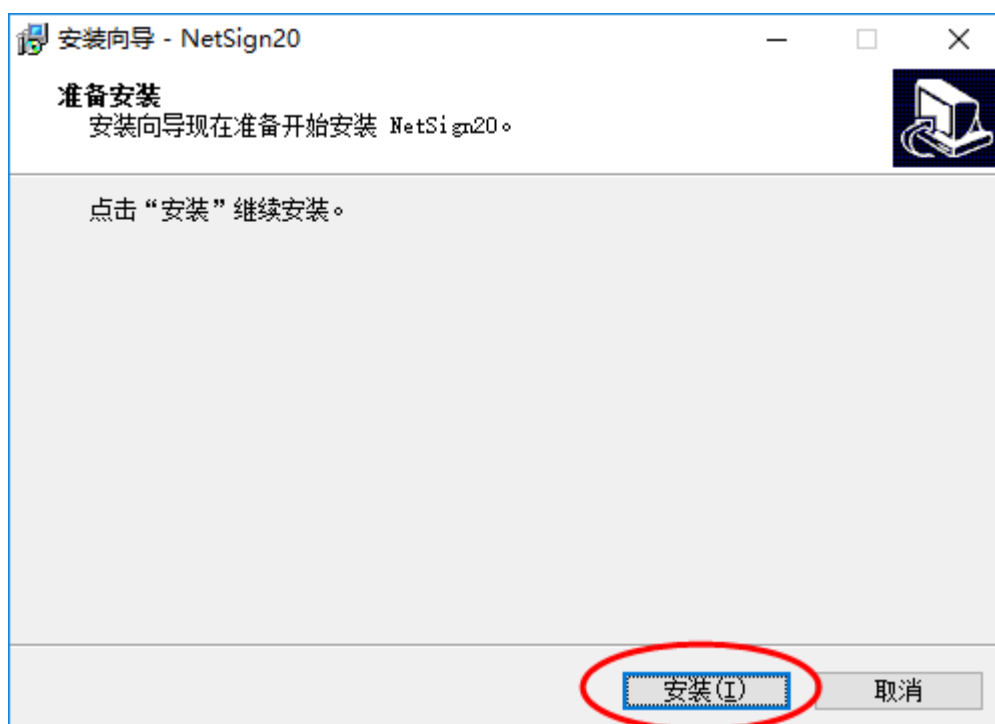 安装向导 - NetSign20
准备安装
安装向导现在准备开始安装 NetSign20。
点击“安装”继续安装。
安装(I)
取消